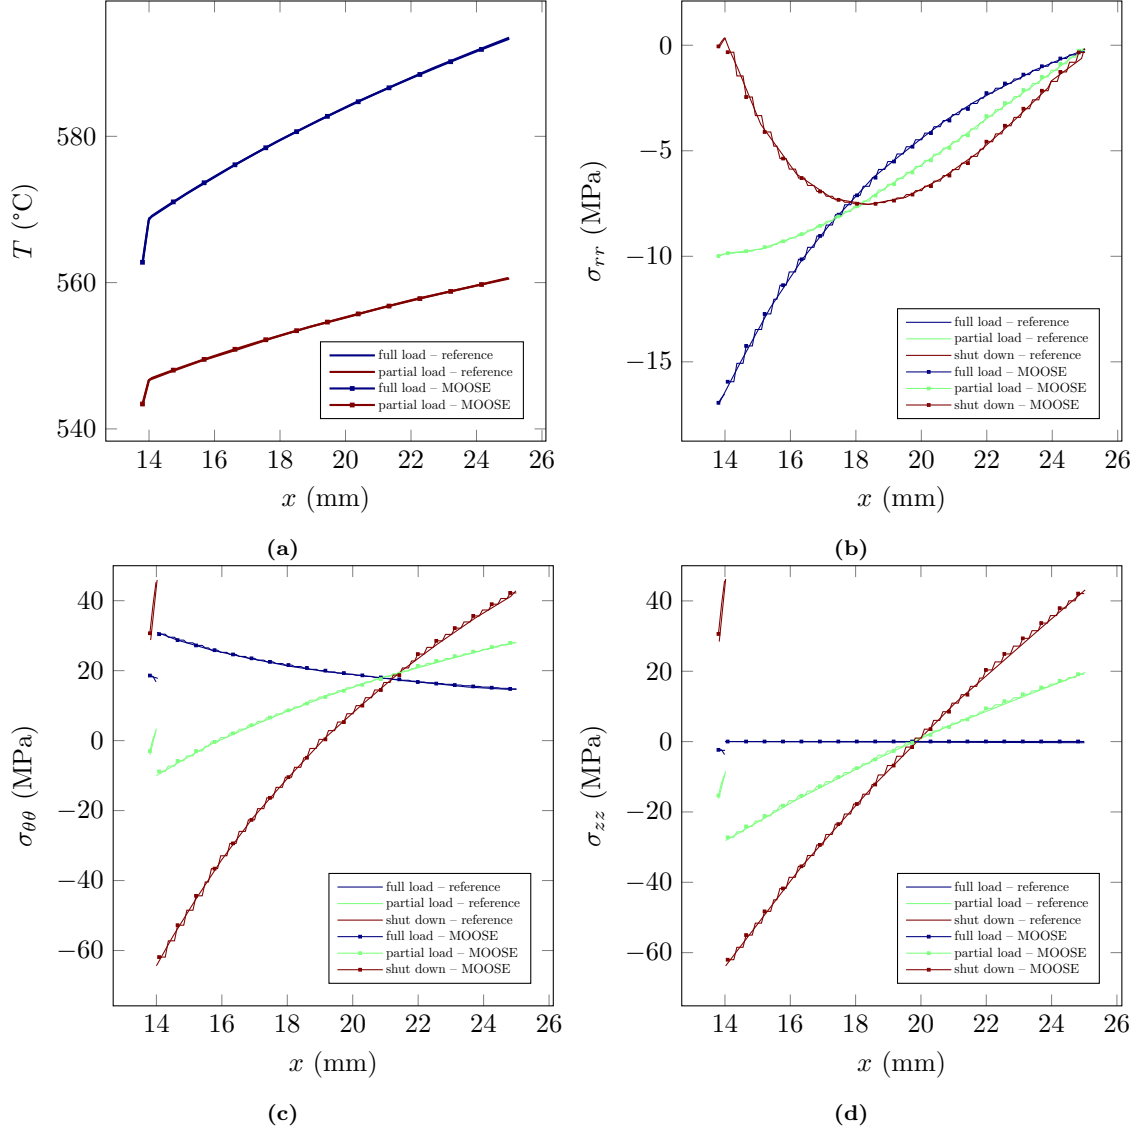 T (°C)
580
560
540
14 16 18 20 22 24 26
x (mm)
full load – reference
partial load – reference
full load – MOOSE
partial load – MOOSE
(a)
σrr (MPa)
0
−5
−10
−15
14 16 18 20 22 24 26
x (mm)
full load – reference
partial load – reference
shut down – reference
full load – MOOSE
partial load – MOOSE
shut down – MOOSE
(b)
σθθ (MPa)
40
20
0
−20
−40
−60
14 16 18 20 22 24 26
x (mm)
full load – reference
partial load – reference
shut down – reference
full load – MOOSE
partial load – MOOSE
shut down – MOOSE
(c)
σzz (MPa)
40
20
0
−20
−40
−60
14 16 18 20 22 24 26
x (mm)
full load – reference
partial load – reference
shut down – reference
full load – MOOSE
partial load – MOOSE
shut down – MOOSE
(d)